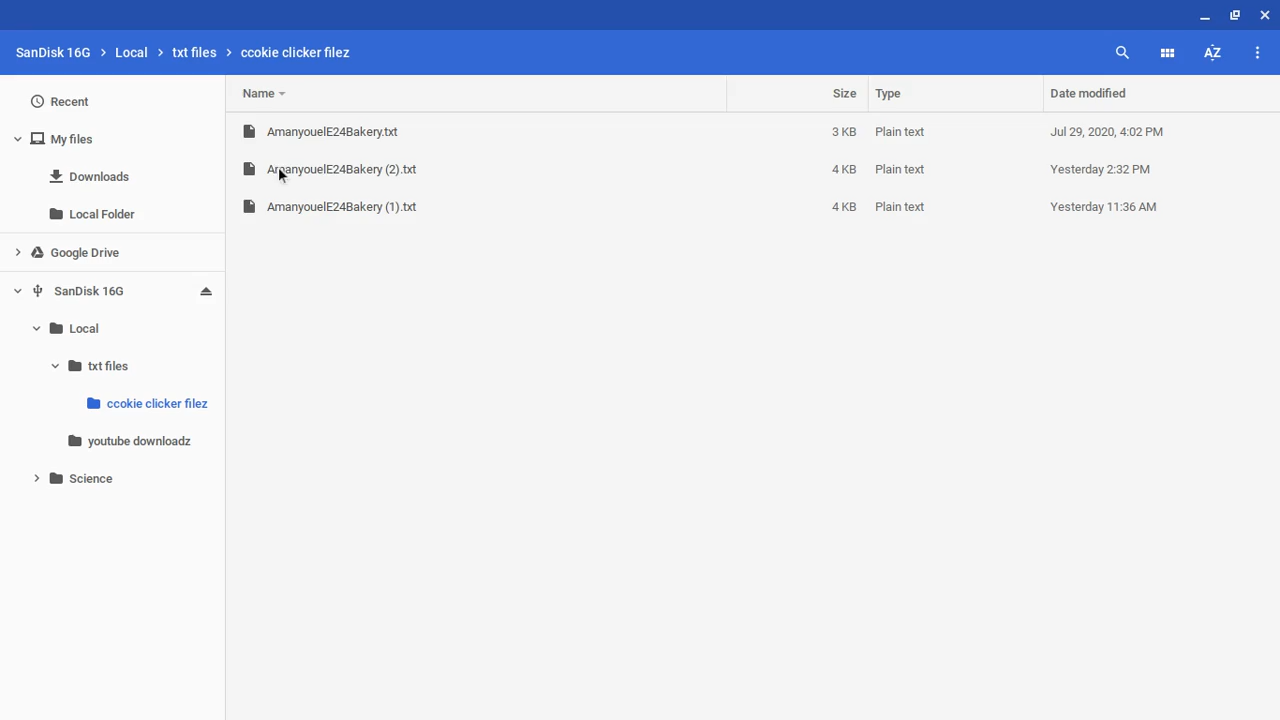 SanDisk 16G > Local > txt files > ccokie clicker filez
AZ
Recent
My files
Downloads
Local Folder
Google Drive
SanDisk 16G
Local
txt files
ccokie clicker filez
youtube downloadz
Science
Name Size Type Date modified
AmanyouelE24Bakery.txt 3 KB Plain text Jul 29, 2020, 4:02 PM
AmanyouelE24Bakery (2).txt 4 KB Plain text Yesterday 2:32 PM
AmanyouelE24Bakery (1).txt 4 KB Plain text Yesterday 11:36 AM